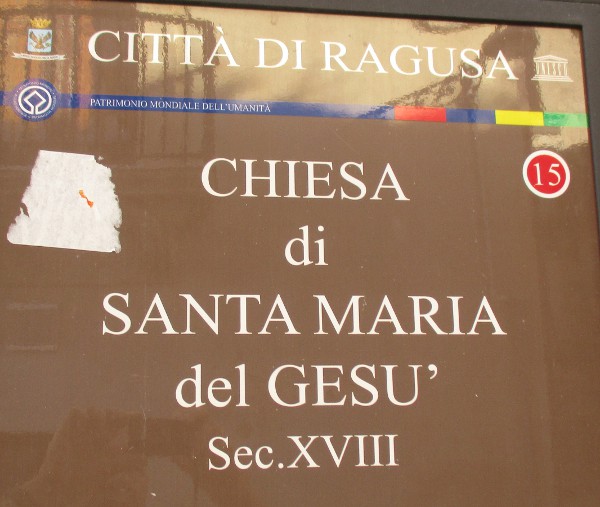 CITTÀ DI RAGUSA
PATRIMONIO MONDIALE DELL'UMANITÀ
15
CHIESA
di
SANTA MARIA
del GESU'
Sec.XVIII